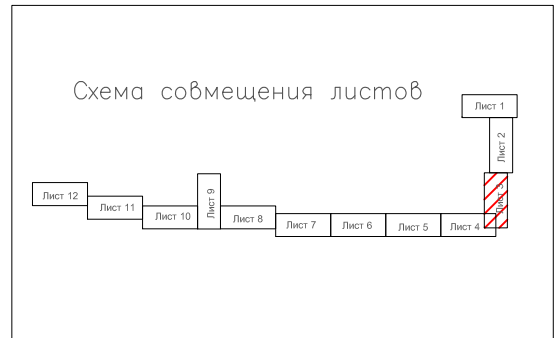 Схема совмещения листов
Лист 1
Лист 2
Лист 3
Лист 4
Лист 5
Лист 6
Лист 7
Лист 8
Лист 9
Лист 10
Лист 11
Лист 12